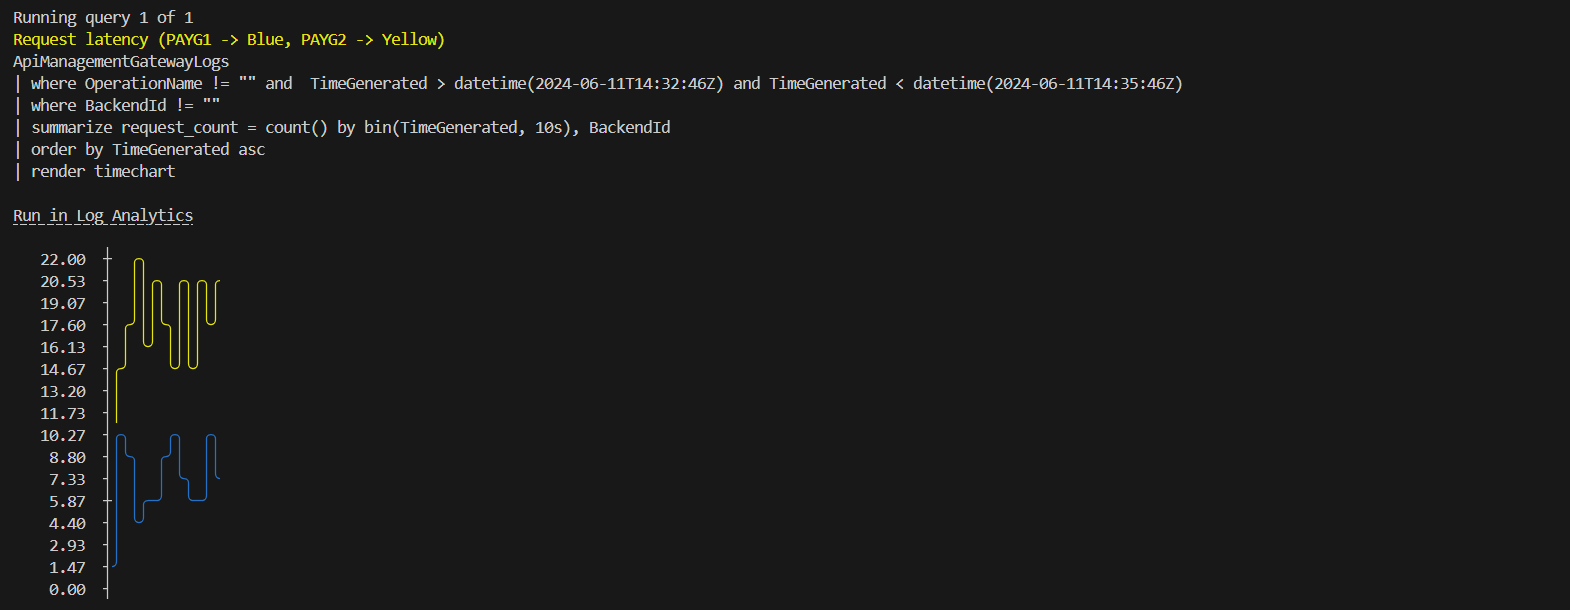 Running query 1 of 1
Request latency (PAYG1 -> Blue, PAYG2 -> Yellow)
ApiManagementGatewayLogs
| where OperationName != "" and  TimeGenerated > datetime(2024-06-11T14:32:46Z) and TimeGenerated < datetime(2024-06-11T14:35:46Z)
| where BackendId != ""
| summarize request_count = count() by bin(TimeGenerated, 10s), BackendId
| order by TimeGenerated asc
| render timechart
Run in Log Analytics
22.00
20.53
19.07
17.60
16.13
14.67
13.20
11.73
10.27
8.80
7.33
5.87
4.40
2.93
1.47
0.00